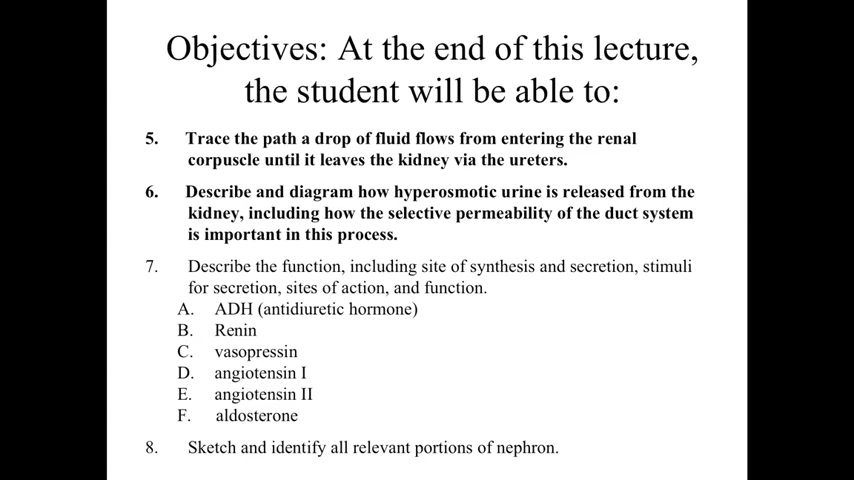 Objectives: At the end of this lecture,
the student will be able to:
5. Trace the path a drop of fluid flows from entering the renal
corpuscle until it leaves the kidney via the ureters.
6. Describe and diagram how hyperosmotic urine is released from the
kidney, including how the selective permeability of the duct system
is important in this process.
7. Describe the function, including site of synthesis and secretion, stimuli
for secretion, sites of action, and function.
A. ADH (antidiuretic hormone)
B. Renin
C. vasopressin
D. angiotensin I
E. angiotensin II
F. aldosterone
8. Sketch and identify all relevant portions of nephron.